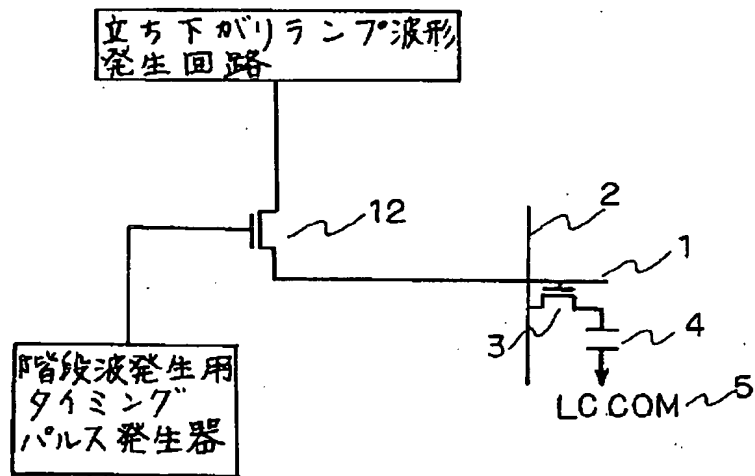 立ち下がりランプ波形
発生回路
12
2
1
3
4
LC.COM 5
階段波発生用
タイミング
パルス発生器